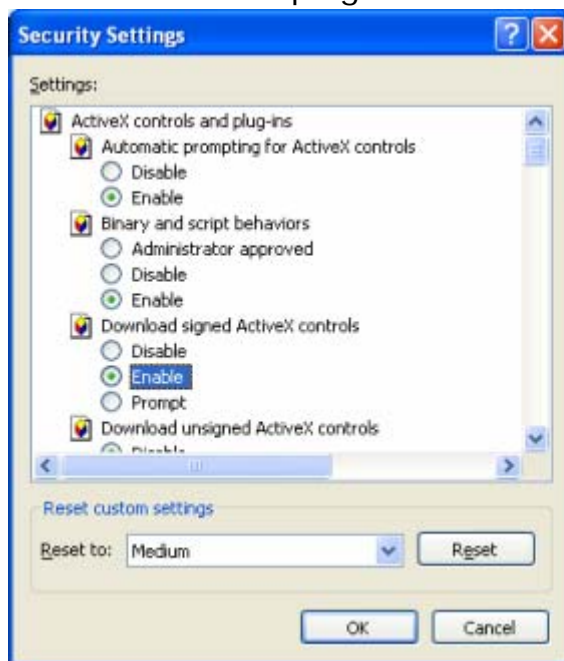 Security Settings
Settings:
ActiveX controls and plug-ins
Automatic prompting for ActiveX controls
Disable
Enable
Binary and script behaviors
Administrator approved
Disable
Enable
Download signed ActiveX controls
Disable
Enable
Prompt
Download unsigned ActiveX controls
Disable
Reset custom settings
Reset to: Medium Reset
OK Cancel